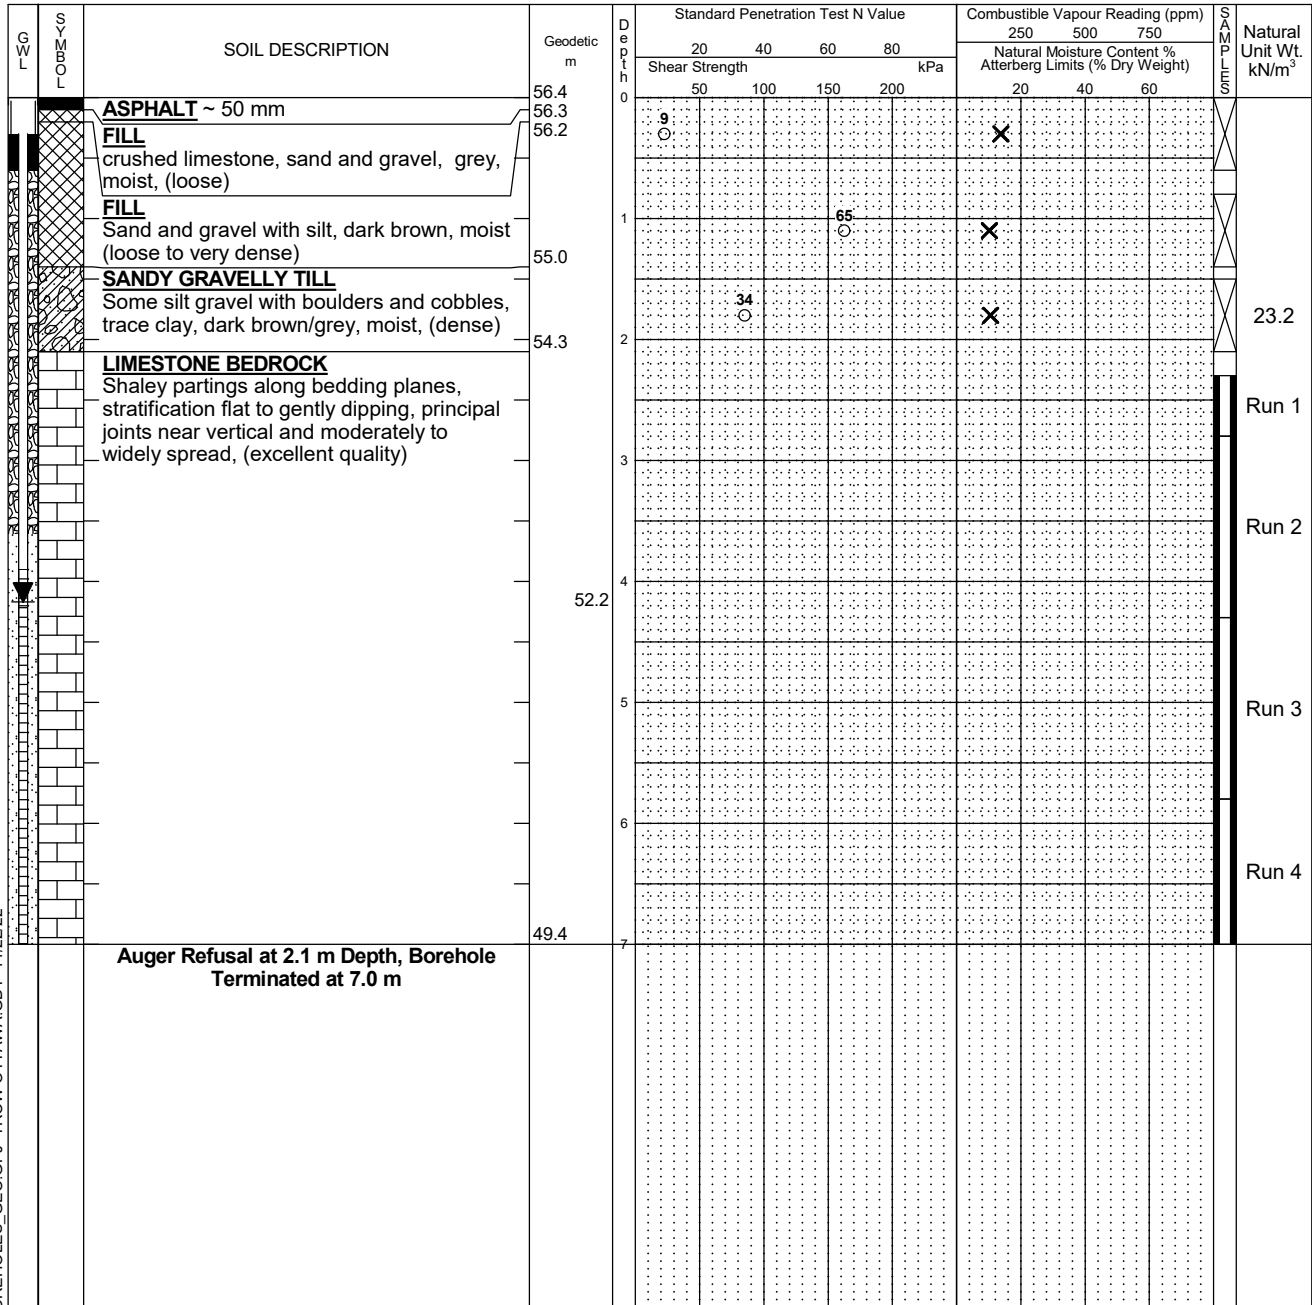 GWL
SYMBOL
SOIL DESCRIPTION
Geodetic
m
Depth
Standard Penetration Test N Value
20 40 60 80
Shear Strength kPa
50 100 150 200
Combustible Vapour Reading (ppm)
250 500 750
Natural Moisture Content %
Atterberg Limits (% Dry Weight)
20 40 60
SAMPLES
Natural
Unit Wt.
kN/m³
56.4
0
ASPHALT ~ 50 mm
56.3
FILL
56.2
crushed limestone, sand and gravel, grey,
moist, (loose)
9
FILL
Sand and gravel with silt, dark brown, moist
(loose to very dense)
55.0
1
65
SANDY GRAVELLY TILL
Some silt gravel with boulders and cobbles,
trace clay, dark brown/grey, moist, (dense)
54.3
34
23.2
2
LIMESTONE BEDROCK
Shaley partings along bedding planes,
stratification flat to gently dipping, principal
joints near vertical and moderately to
widely spread, (excellent quality)
Run 1
3
Run 2
4
52.2
5
Run 3
6
Run 4
49.4
7
Auger Refusal at 2.1 m Depth, Borehole
Terminated at 7.0 m